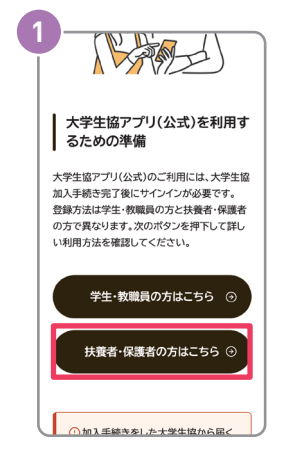 1
大学生協アプリ(公式)を利用す
るための準備
大学生協アプリ(公式)のご利用には、大学生協
加入手続き完了後にサインインが必要です。
登録方法は学生・教職員の方と扶養者・保護者
の方で異なります。次のボタンを押下して詳し
い利用方法を確認してください。
学生・教職員の方はこちら
扶養者・保護者の方はこちら
加入手続きをした大学生協から届く